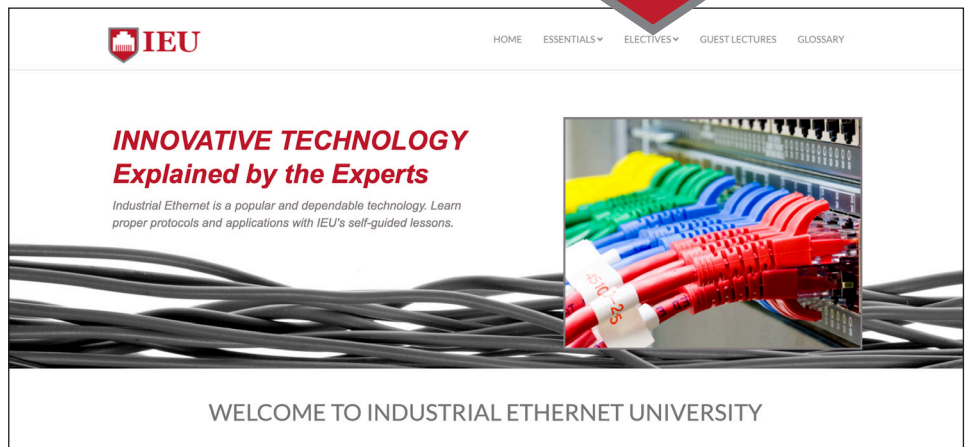 IEU
HOME ESSENTIALS ELECTIVES GUEST LECTURES GLOSSARY
INNOVATIVE TECHNOLOGY
Explained by the Experts
Industrial Ethernet is a popular and dependable technology. Learn
proper protocols and applications with IEU's self-guided lessons.
WELCOME TO INDUSTRIAL ETHERNET UNIVERSITY